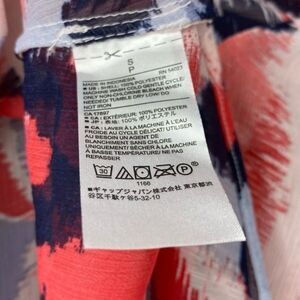 S
P
MADE IN INDONESIA RN 54023
■ US : SHELL: 100% POLYESTER
MACHINE WASH COLD GENTLE CYCLE/
ONLY NON-CHLORINE BLEACH WHEN
NEEDED/ TUMBLE DRY LOW/ DO
NOT IRON
CA 17897
■ CA : EXTÉRIEUR: 100% POLYESTER
■ JP : 表地: 100% ポリエステル
■ CA : LAVER À LA MACHINE À L'EAU
FROIDE AU CYCLE DÉLICAT/ UTILISER
AU BESOIN UN AGENT DE
BLANCHIMENT SANS CHLORE
UNIQUEMENT/ SÉCHER À LA MACHINE
À BASSE TEMPÉRATURE/ NE
PAS REPASSER
30 P
1166
■ギャップジャパン株式会社 東京都渋
谷区千駄ヶ谷5-32-10